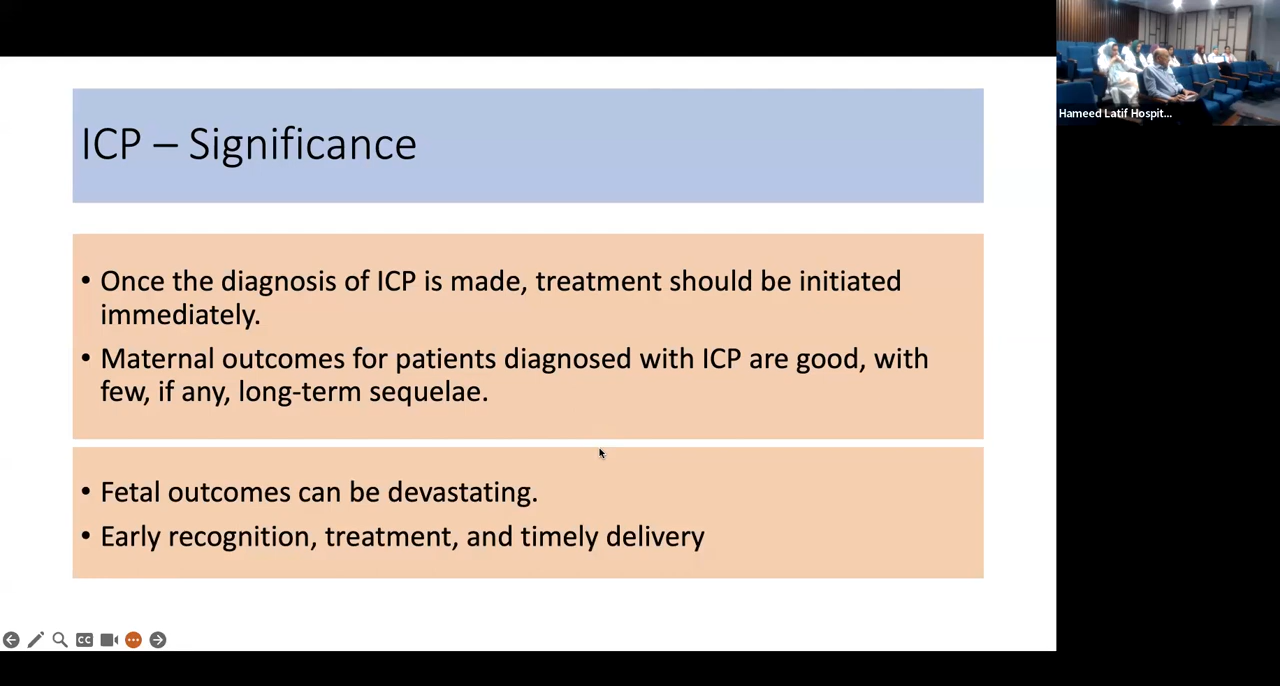 ICP – Significance
Hameed Latif Hospit...
• Once the diagnosis of ICP is made, treatment should be initiated
immediately.
• Maternal outcomes for patients diagnosed with ICP are good, with
few, if any, long-term sequelae.
• Fetal outcomes can be devastating.
• Early recognition, treatment, and timely delivery
CC